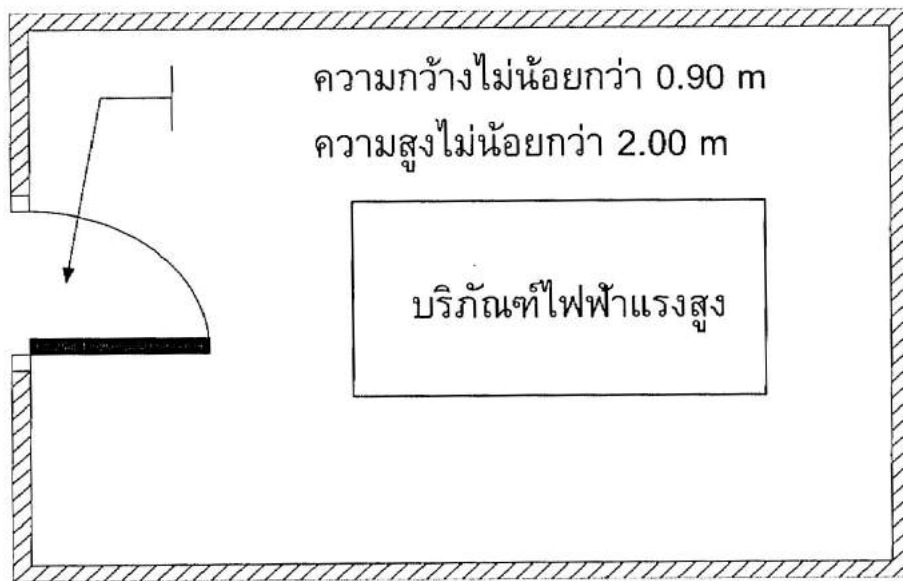 ความกว้างไม่น้อยกว่า 0.90 m
ความสูงไม่น้อยกว่า 2.00 m
บริภัณฑ์ไฟฟ้าแรงสูง